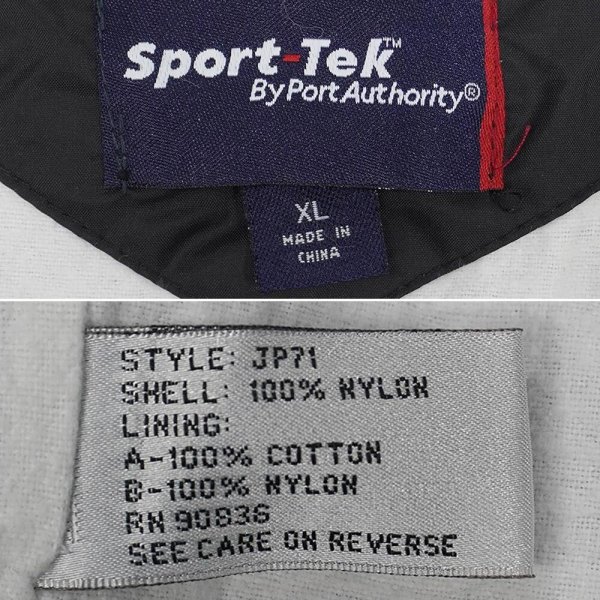 Sport-Tek™
By Port Authority®
XL
MADE IN
CHINA
STYLE: JP71
SHELL: 100% NYLON
LINING:
A-100% COTTON
B-100% NYLON
RN 90836
SEE CARE ON REVERSE